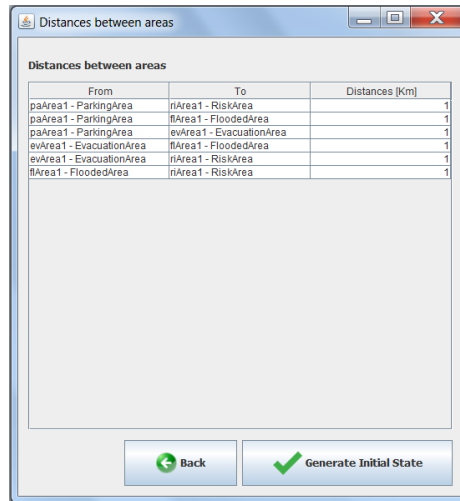 Distances between areas
Distances between areas
From To Distances [Km]
paArea1 - ParkingArea riArea1 - RiskArea 1
paArea1 - ParkingArea flArea1 - FloodedArea 1
paArea1 - ParkingArea evArea1 - EvacuationArea 1
evArea1 - EvacuationArea flArea1 - FloodedArea 1
evArea1 - EvacuationArea riArea1 - RiskArea 1
flArea1 - FloodedArea riArea1 - RiskArea 1
Back Generate Initial State